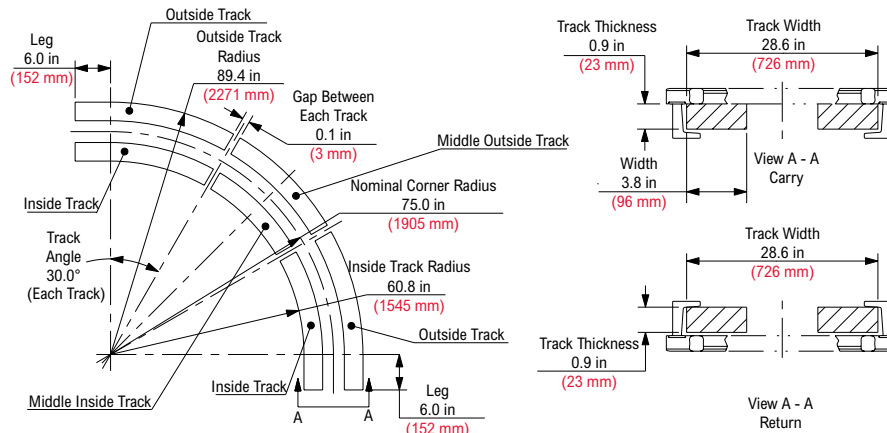 Outside Track
Leg
6.0 in
(152 mm)
Outside Track
Radius
89.4 in
(2271 mm)
Gap Between
Each Track
0.1 in
(3 mm)
Middle Outside Track
Inside Track
Nominal Corner Radius
75.0 in
(1905 mm)
Track
Angle
30.0°
(Each Track)
Inside Track Radius
60.8 in
(1545 mm)
Outside Track
Inside Track
Middle Inside Track
A
A
Leg
6.0 in
(152 mm)
Track Thickness
0.9 in
(23 mm)
Track Width
28.6 in
(726 mm)
Width
3.8 in
(96 mm)
View A - A
Carry
Track Width
28.6 in
(726 mm)
Track Thickness
0.9 in
(23 mm)
View A - A
Return